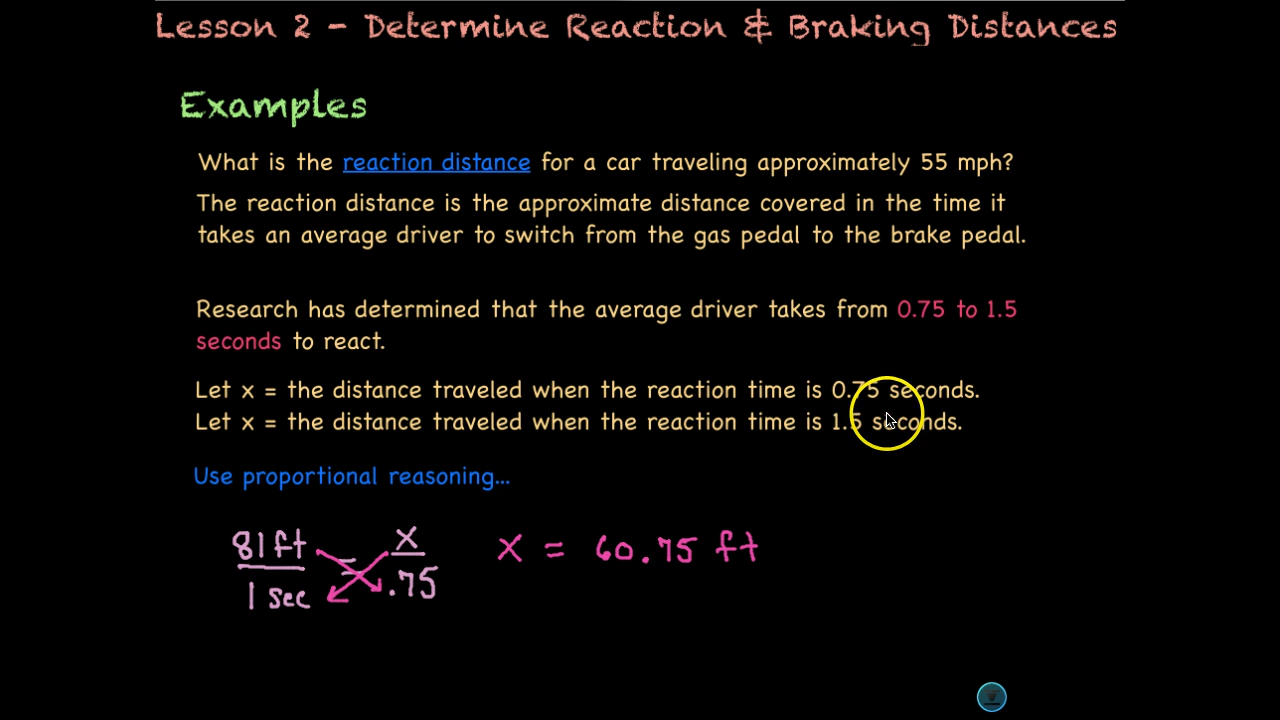 Lesson 2 - Determine Reaction & Braking Distances
Examples
What is the reaction distance for a car traveling approximately 55 mph?
The reaction distance is the approximate distance covered in the time it
takes an average driver to switch from the gas pedal to the brake pedal.
Research has determined that the average driver takes from 0.75 to 1.5
seconds to react.
Let x = the distance traveled when the reaction time is 0.75 seconds.
Let x = the distance traveled when the reaction time is 1.5 seconds.
Use proportional reasoning...
81ft = x x = 60.75 ft
1 sec .75